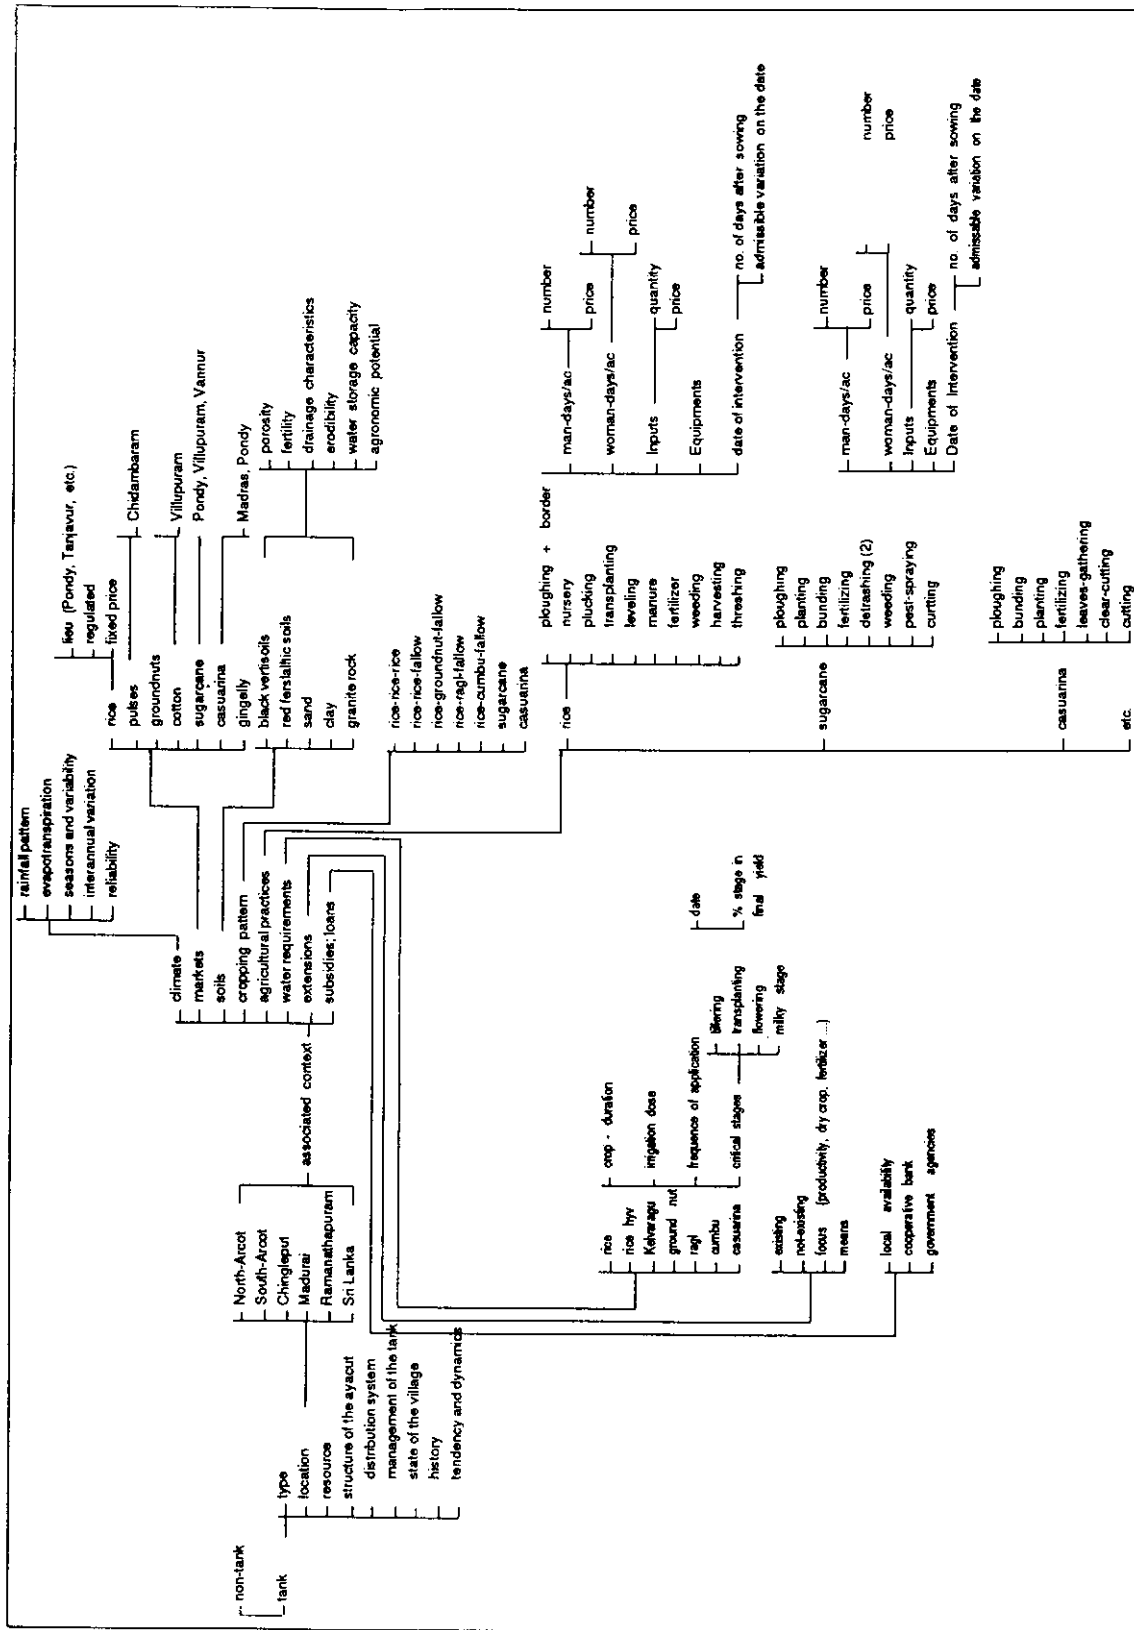 non-tank
tank
type
location
resource
structure of the ayacut
distribution system
management of the tank
state of the village
history
tendency and dynamics
North-Arcot
South-Arcot
Chingleput
Madurai
Ramanathapuram
Sri Lanka
associated context
climate
markets
soils
cropping pattern
agricultural practices
water requirements
extensions
subsidies; loans
rainfall pattern
evapotranspiration
seasons and variability
interannual variation
reliability
rice
pulses
groundnuts
cotton
sugarcane
casuarina
gingelly
lieu (Pondy, Tanjavur, etc.)
regulated
fixed price
Chidambaram
Villupuram
Pondy, Villupuram, Vannur
Madras, Pondy
black vertisoils
red ferslalhic soils
sand
clay
granite rock
porosity
fertility
drainage characteristics
erodibility
water storage capacity
agronomic potential
rice-rice-rice
rice-rice-fallow
rice-groundnut-fallow
rice-ragi-fallow
rice-cumbu-fallow
sugarcane
casuarina
rice
ploughing + border
nursery
plucking
transplanting
leveling
manure
fertilizer
weeding
harvesting
threshing
man-days/ac
number
price
woman-days/ac
number
price
Inputs
quantity
price
Equipments
date of intervention
no. of days after sowing
admissible variation on the date
sugarcane
ploughing
planting
bunding
fertilizing
detrashing (2)
weeding
pest-spraying
curtting
man-days/ac
number
price
woman-days/ac
number
price
Inputs
quantity
Equipments
price
Date of Intervention
no. of days after sowing
admissable variation on the date
casuarina
ploughing
bunding
planting
fertilizing
leaves-gathering
clear-cutting
cutting
etc.
rice
rice hyv
Kelvaragu
ground nut
ragi
cumbu
casuarina
crop - duration
irrigation dose
frequence of application
critical stages
tillering
transplanting
flowering
milky stage
date
% stage in
final yield
existing
not-existing
focus (productivity, dry crop, fertilizer ...)
means
local availability
cooperative bank
government agencies